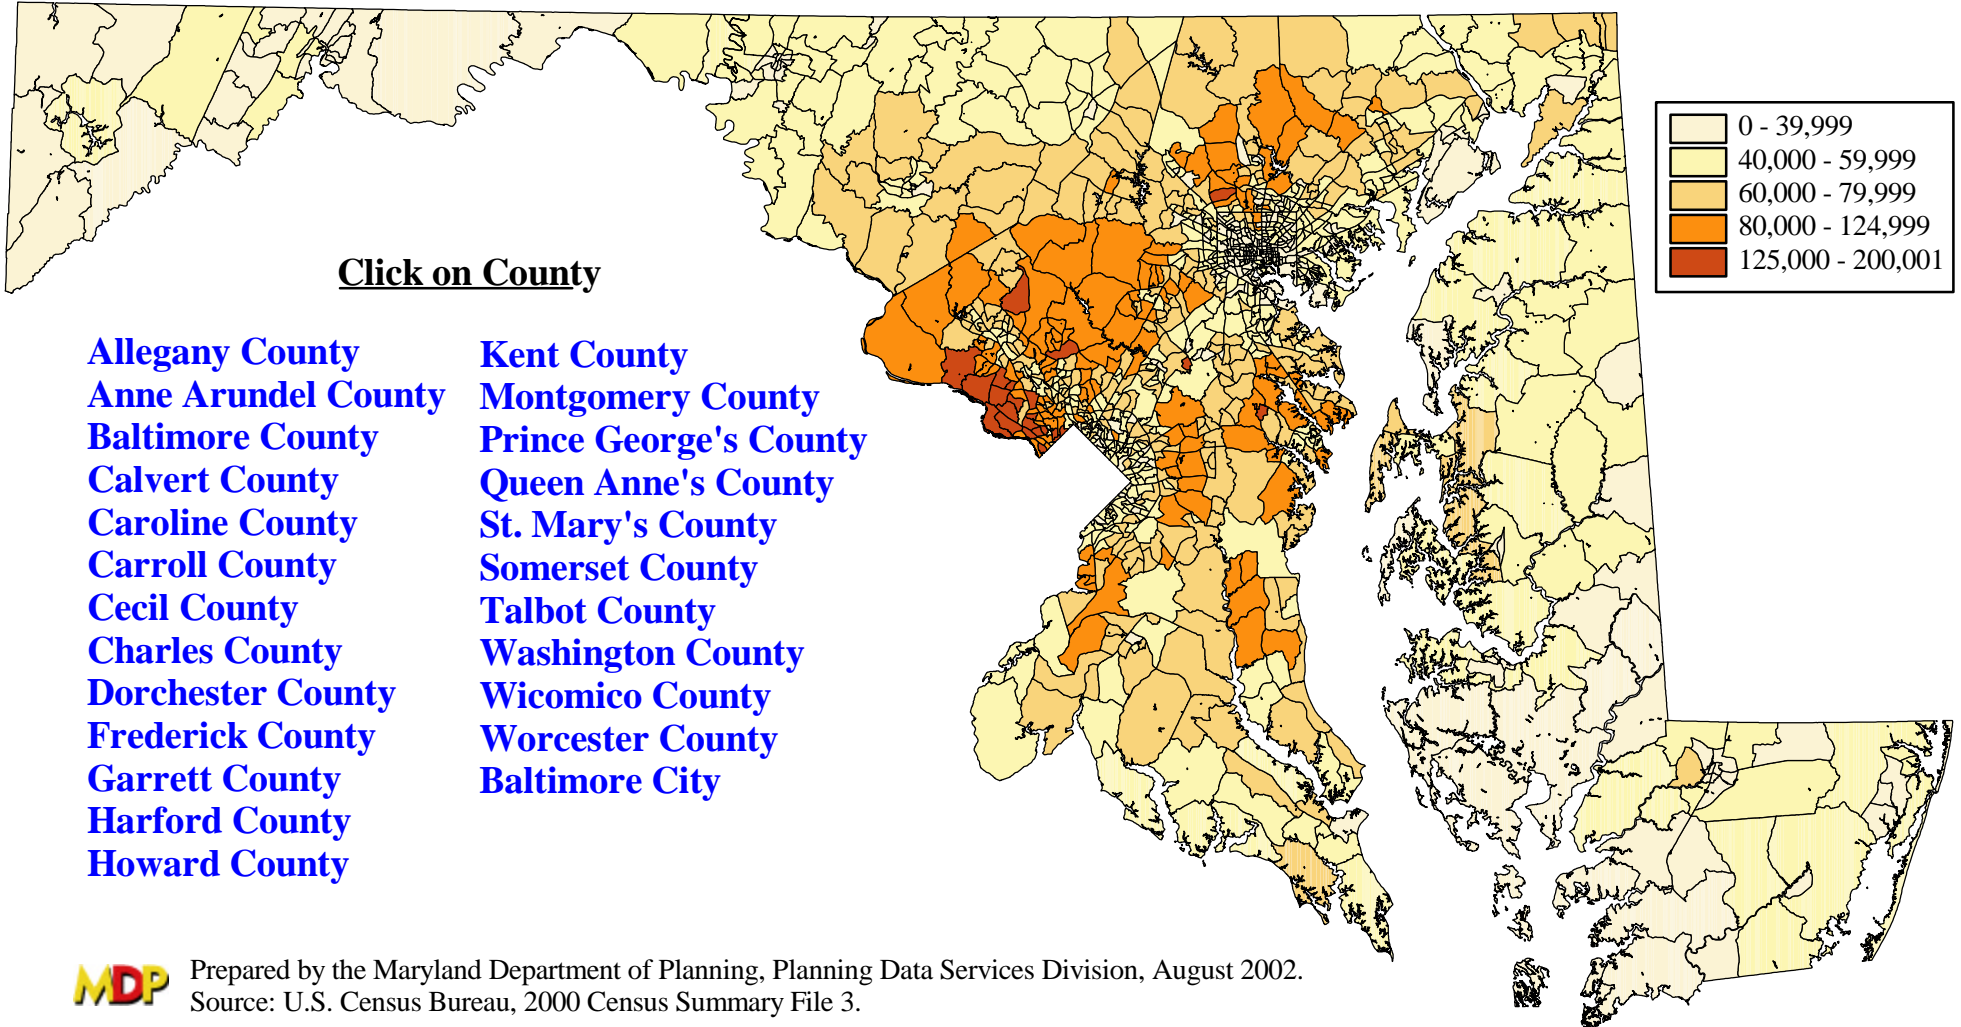 0 - 39,999
40,000 - 59,999
60,000 - 79,999
80,000 - 124,999
125,000 - 200,001
Click on County
Allegany County
Anne Arundel County
Baltimore County
Calvert County
Caroline County
Carroll County
Cecil County
Charles County
Dorchester County
Frederick County
Garrett County
Harford County
Howard County
Kent County
Montgomery County
Prince George's County
Queen Anne's County
St. Mary's County
Somerset County
Talbot County
Washington County
Wicomico County
Worcester County
Baltimore City
MDP
Prepared by the Maryland Department of Planning, Planning Data Services Division, August 2002.
Source: U.S. Census Bureau, 2000 Census Summary File 3.